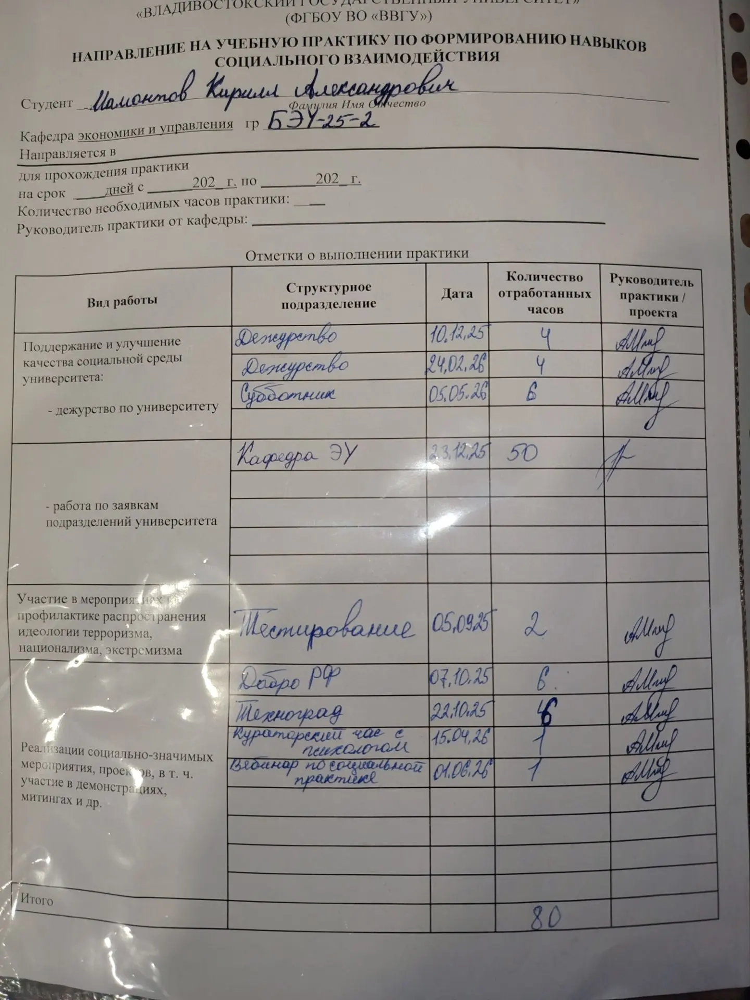 «ВЛАДИВОСТОКСКИЙ ГОСУДАРСТВЕННЫЙ УНИВЕРСИТЕТ»
(ФГБОУ ВО «ВВГУ»)
НАПРАВЛЕНИЕ НА УЧЕБНУЮ ПРАКТИКУ ПО ФОРМИРОВАНИЮ НАВЫКОВ
СОЦИАЛЬНОГО ВЗАИМОДЕЙСТВИЯ
Студент Мамонтов Кирилл Александрович
Фамилия Имя Отчество
Кафедра экономики и управления гр БЭУ-25-2
Направляется в
для прохождения практики
на срок _____дней с ______202_ г. по _______202_ г.
Количество необходимых часов практики: ____
Руководитель практики от кафедры:
Отметки о выполнении практики
Вид работы
Структурное
подразделение
Дата
Количество
отработанных
часов
Руководитель
практики /
проекта
Поддержание и улучшение
качества социальной среды
университета:
- дежурство по университету
Дежурство 10.12.25 4
Дежурство 24.02.26 4
Субботник 05.05.26 6
- работа по заявкам
подразделений университета
Кафедра ЭУ 23.12.25 50
Участие в мероприятиях по
профилактике распространения
идеологии терроризма,
национализма, экстремизма
Тестирование 05.09.25 2
Реализации социально-значимых
мероприятия, проектов, в т. ч.
участие в демонстрациях,
митингах и др.
Добро РФ 07.10.25 6
Техноград 22.10.25 6
Кураторский час с
психологом 15.04.26 1
Вебинар по социальной
практике 01.06.26 1
Итого 80